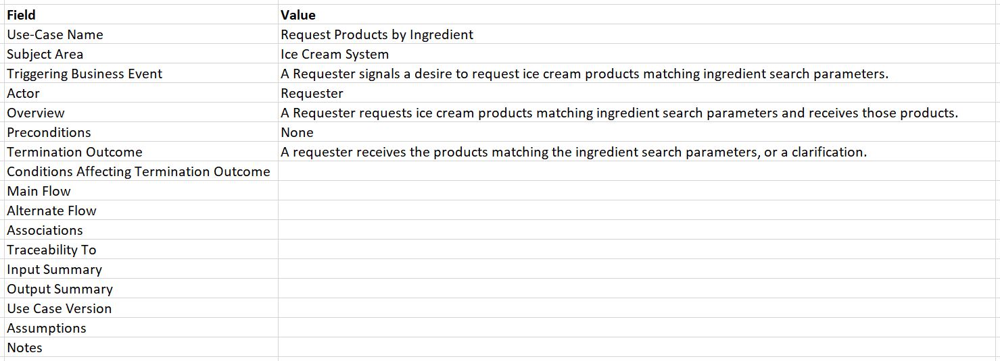 Field Value
Use-Case Name Request Products by Ingredient
Subject Area Ice Cream System
Triggering Business Event A Requester signals a desire to request ice cream products matching ingredient search parameters.
Actor Requester
Overview A Requester requests ice cream products matching ingredient search parameters and receives those products.
Preconditions None
Termination Outcome A requester receives the products matching the ingredient search parameters, or a clarification.
Conditions Affecting Termination Outcome
Main Flow
Alternate Flow
Associations
Traceability To
Input Summary
Output Summary
Use Case Version
Assumptions
Notes